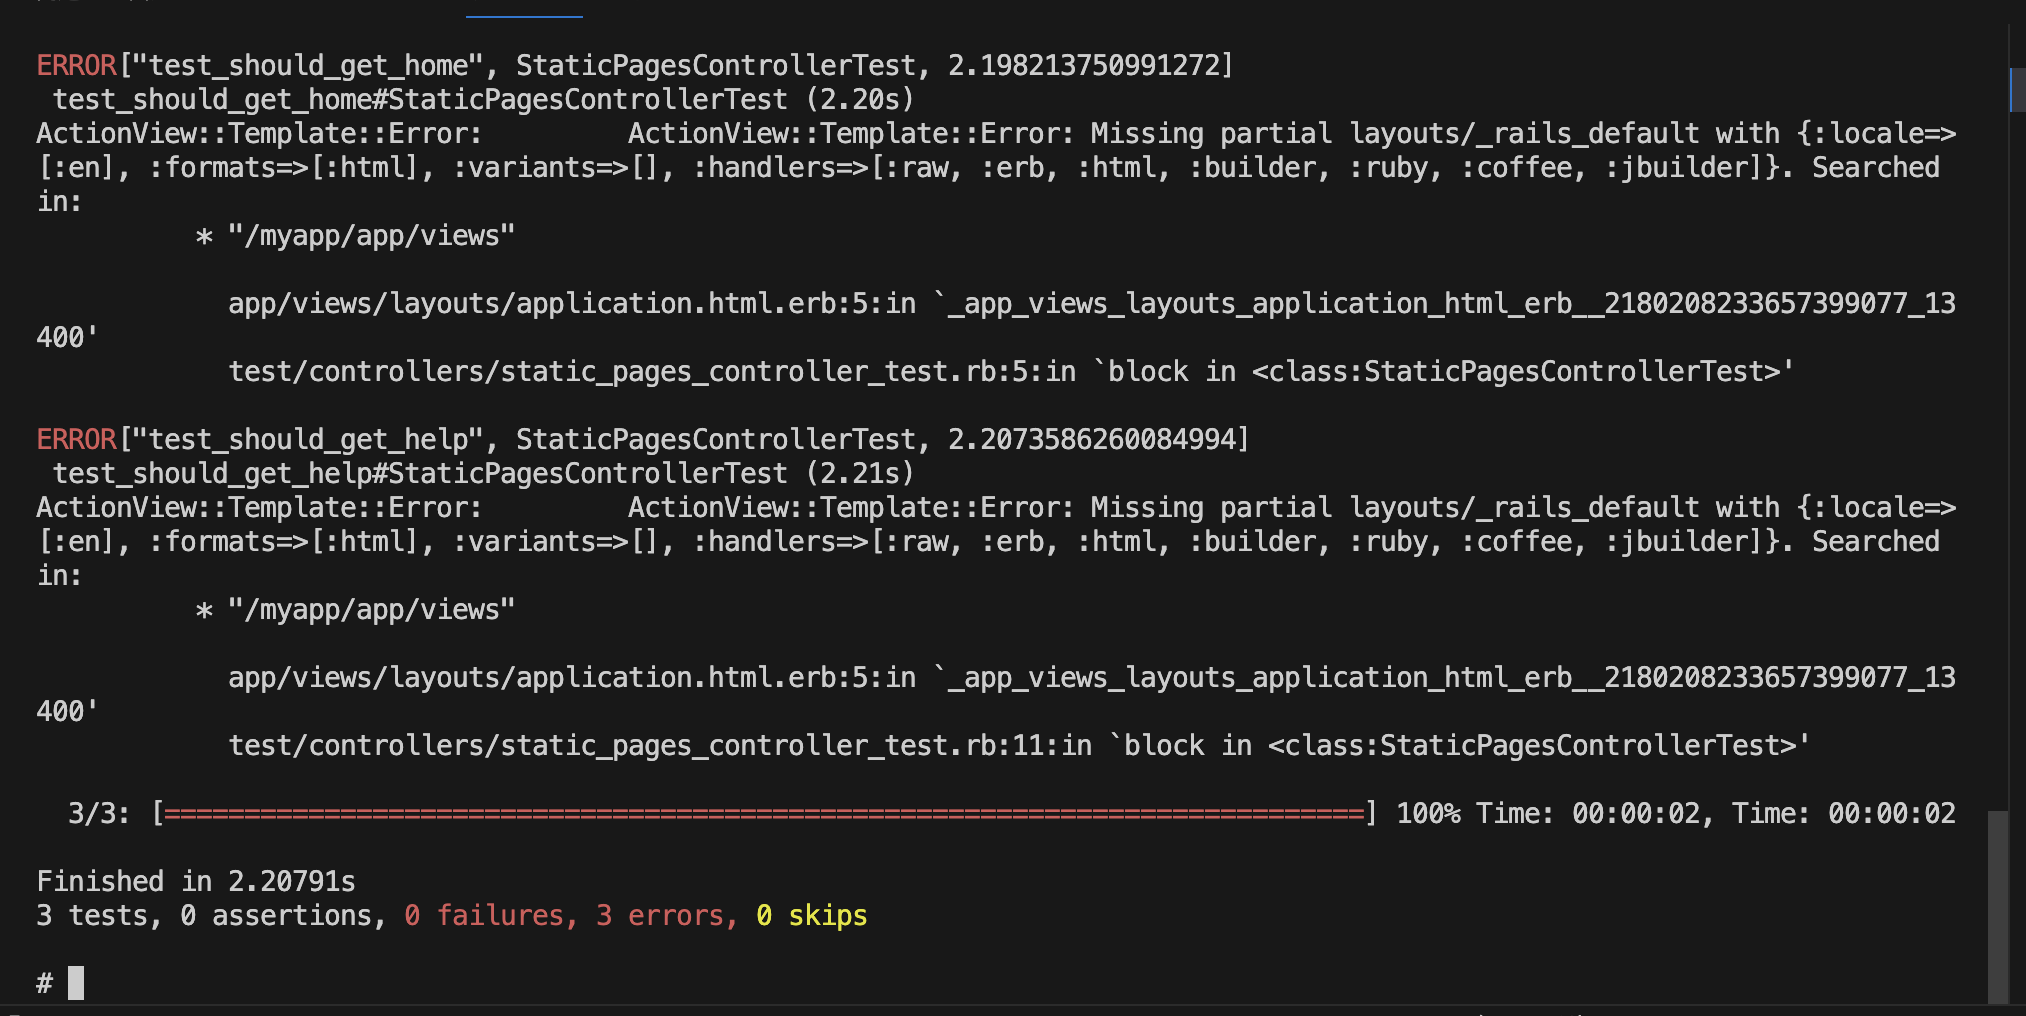 ERROR["test_should_get_home", StaticPagesControllerTest, 2.198213750991272]
 test_should_get_home#StaticPagesControllerTest (2.20s)
ActionView::Template::Error:         ActionView::Template::Error: Missing partial layouts/_rails_default with {:locale=>
[:en], :formats=>[:html], :variants=>[], :handlers=>[:raw, :erb, :html, :builder, :ruby, :coffee, :jbuilder]}. Searched
in:
          * "/myapp/app/views"
            app/views/layouts/application.html.erb:5:in `_app_views_layouts_application_html_erb__2180208233657399077_13
400'
            test/controllers/static_pages_controller_test.rb:5:in `block in <class:StaticPagesControllerTest>'
ERROR["test_should_get_help", StaticPagesControllerTest, 2.2073586260084994]
 test_should_get_help#StaticPagesControllerTest (2.21s)
ActionView::Template::Error:         ActionView::Template::Error: Missing partial layouts/_rails_default with {:locale=>
[:en], :formats=>[:html], :variants=>[], :handlers=>[:raw, :erb, :html, :builder, :ruby, :coffee, :jbuilder]}. Searched
in:
          * "/myapp/app/views"
            app/views/layouts/application.html.erb:5:in `_app_views_layouts_application_html_erb__2180208233657399077_13
400'
            test/controllers/static_pages_controller_test.rb:11:in `block in <class:StaticPagesControllerTest>'
  3/3: [===========================================================================] 100% Time: 00:00:02, Time: 00:00:02
Finished in 2.20791s
3 tests, 0 assertions, 0 failures, 3 errors, 0 skips
#